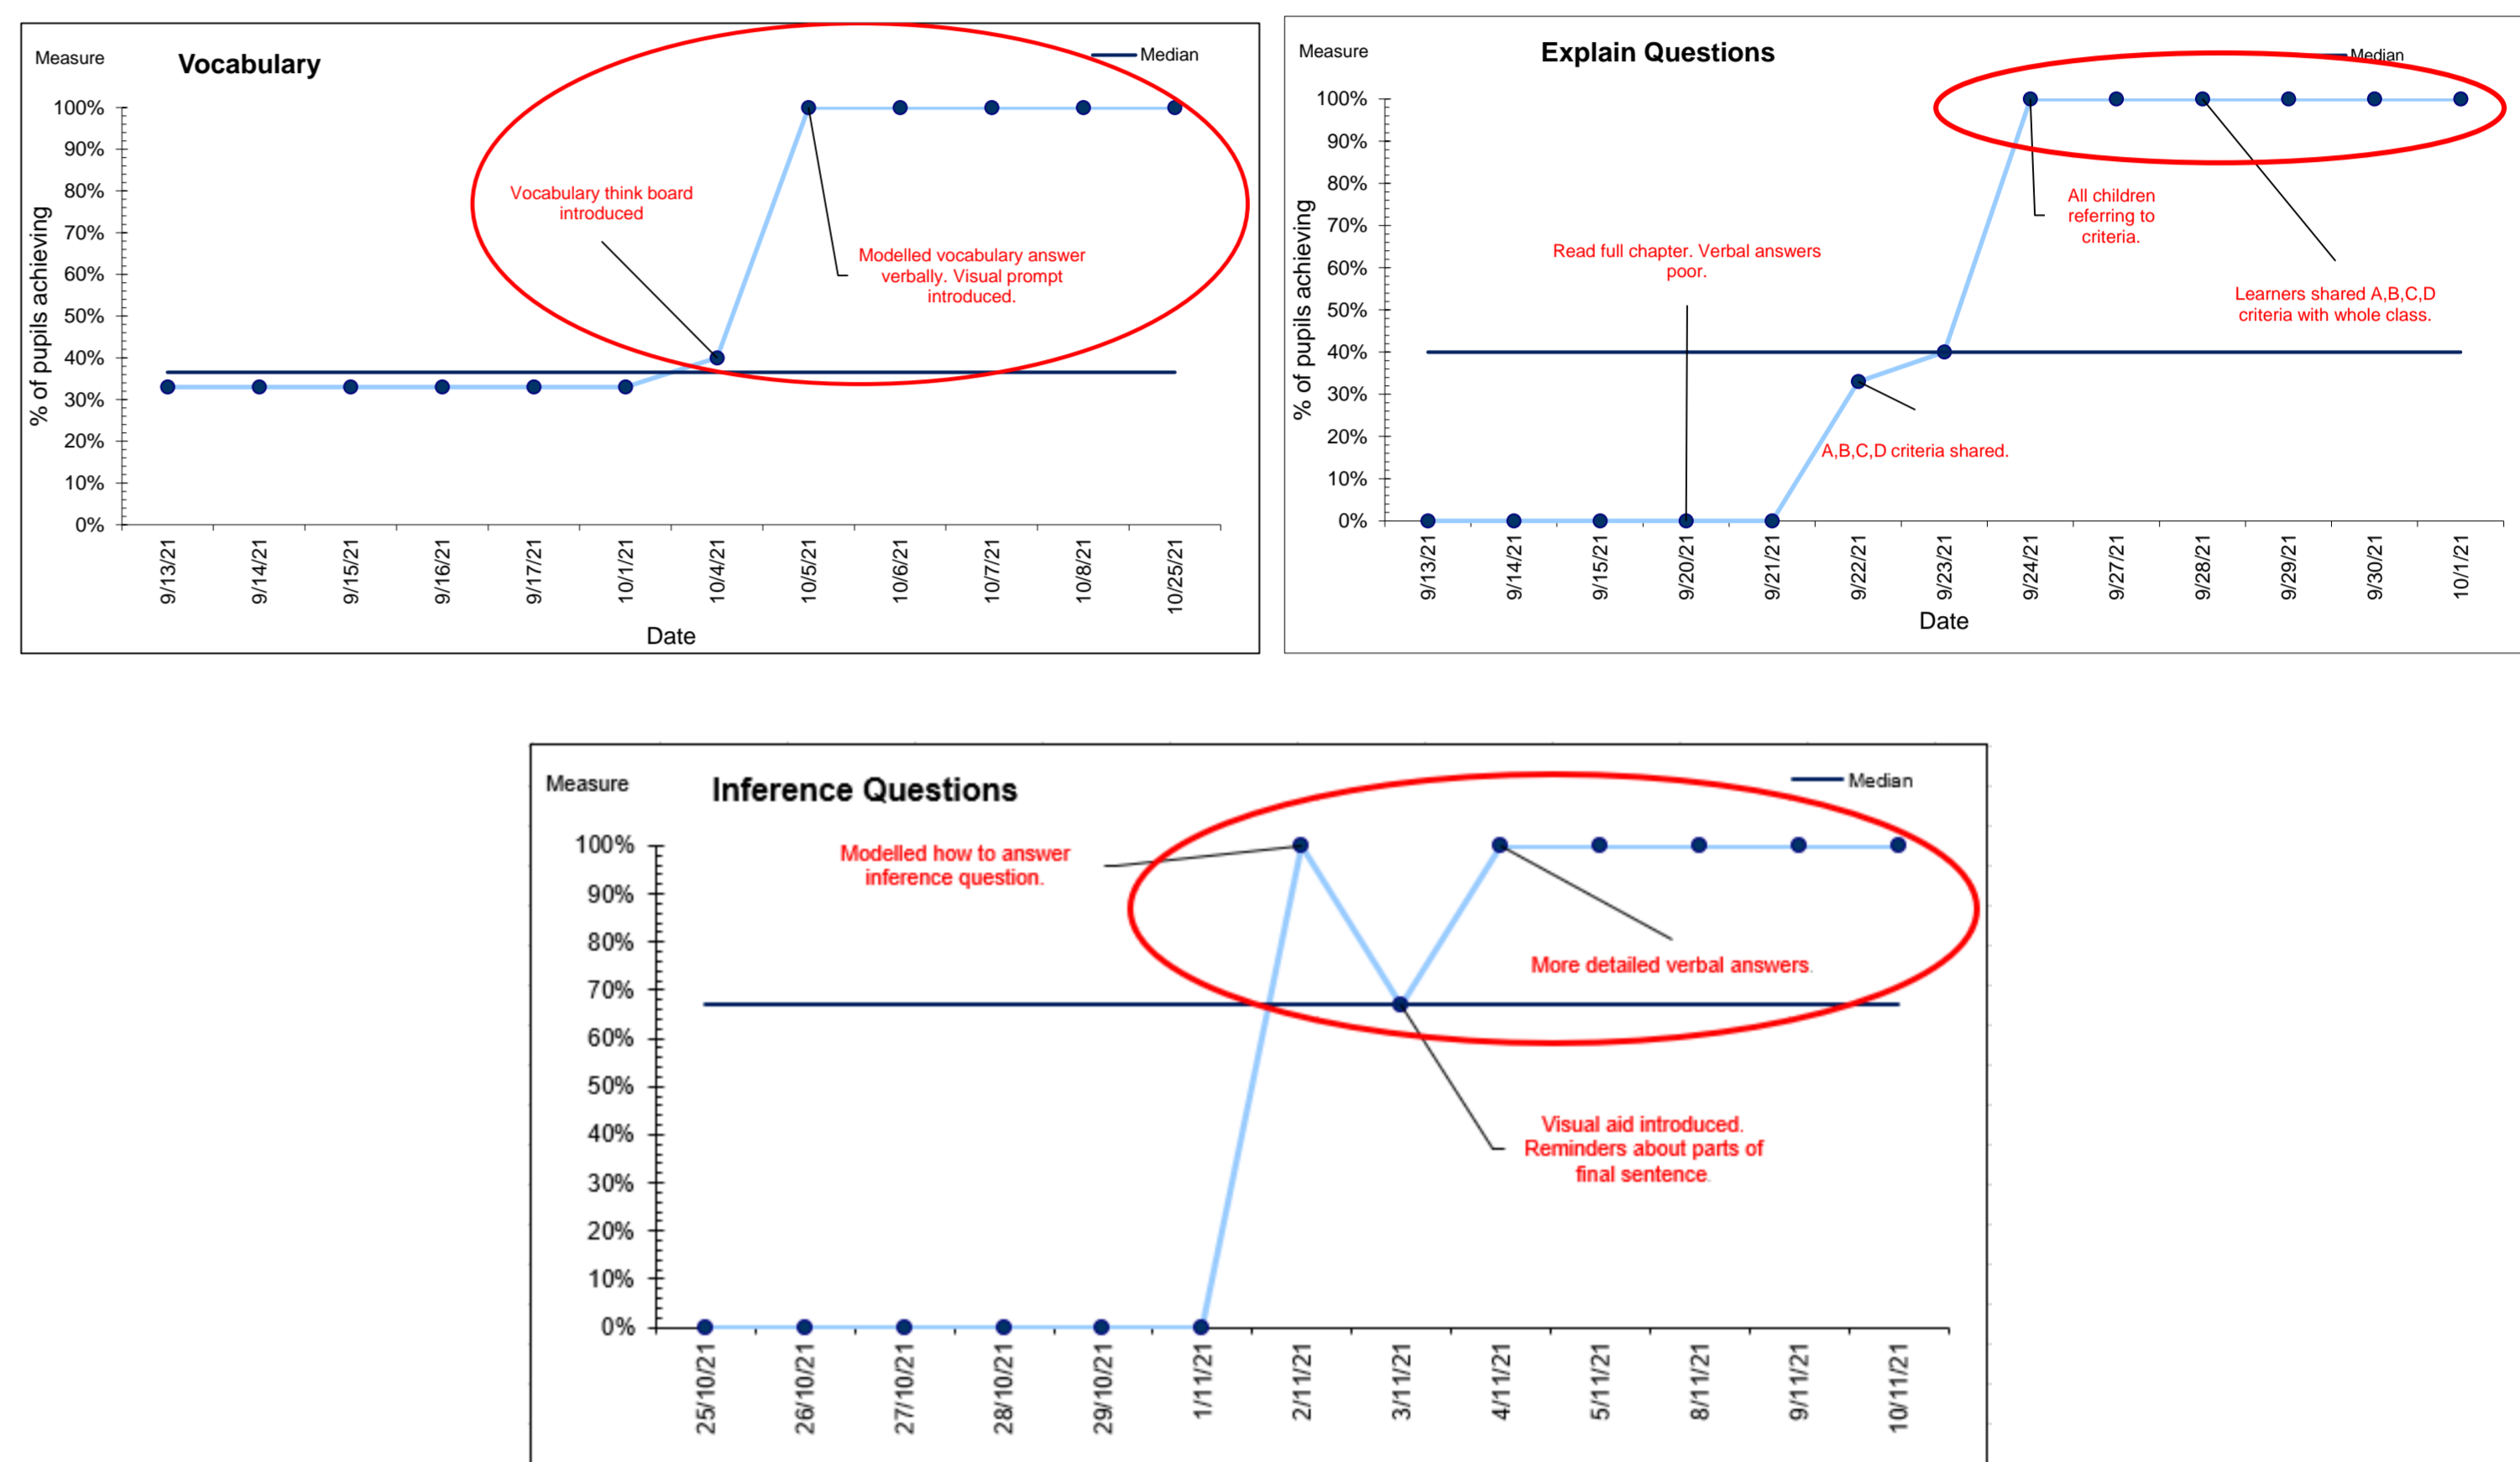 Measure
Vocabulary
Median
100%
90%
80%
70%
60%
50%
40%
30%
20%
10%
0%
% of pupils achieving
Vocabulary think board
introduced
Modelled vocabulary answer
verbally. Visual prompt
introduced.
9/13/21
9/14/21
9/15/21
9/16/21
9/17/21
10/1/21
10/4/21
10/5/21
10/6/21
10/7/21
10/8/21
10/25/21
Date
Measure
Explain Questions
Median
100%
90%
80%
70%
60%
50%
40%
30%
20%
10%
0%
% of pupils achieving
Read full chapter. Verbal answers
poor.
All children
referring to
criteria.
Learners shared A,B,C,D
criteria with whole class.
A,B,C,D criteria shared.
9/13/21
9/14/21
9/15/21
9/20/21
9/21/21
9/22/21
9/23/21
9/24/21
9/27/21
9/28/21
9/29/21
9/30/21
10/1/21
Date
Measure
Inference Questions
Median
100%
90%
80%
70%
60%
50%
40%
30%
20%
10%
0%
Modelled how to answer
inference question.
More detailed verbal answers.
Visual aid introduced.
Reminders about parts of
final sentence.
25/10/21
26/10/21
27/10/21
28/10/21
29/10/21
1/11/21
2/11/21
3/11/21
4/11/21
5/11/21
8/11/21
9/11/21
10/11/21